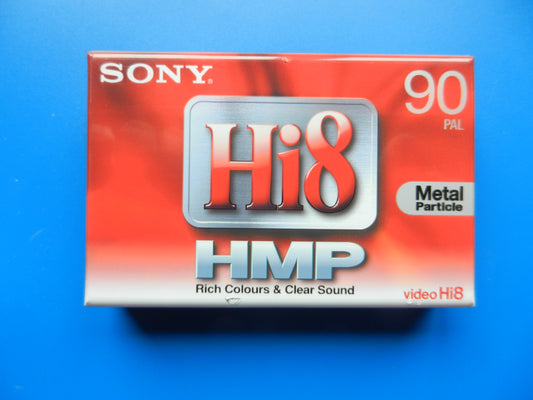 SONY
90
PAL
Hi8
Metal
Particle
HMP
Rich Colours & Clear Sound
video Hi8